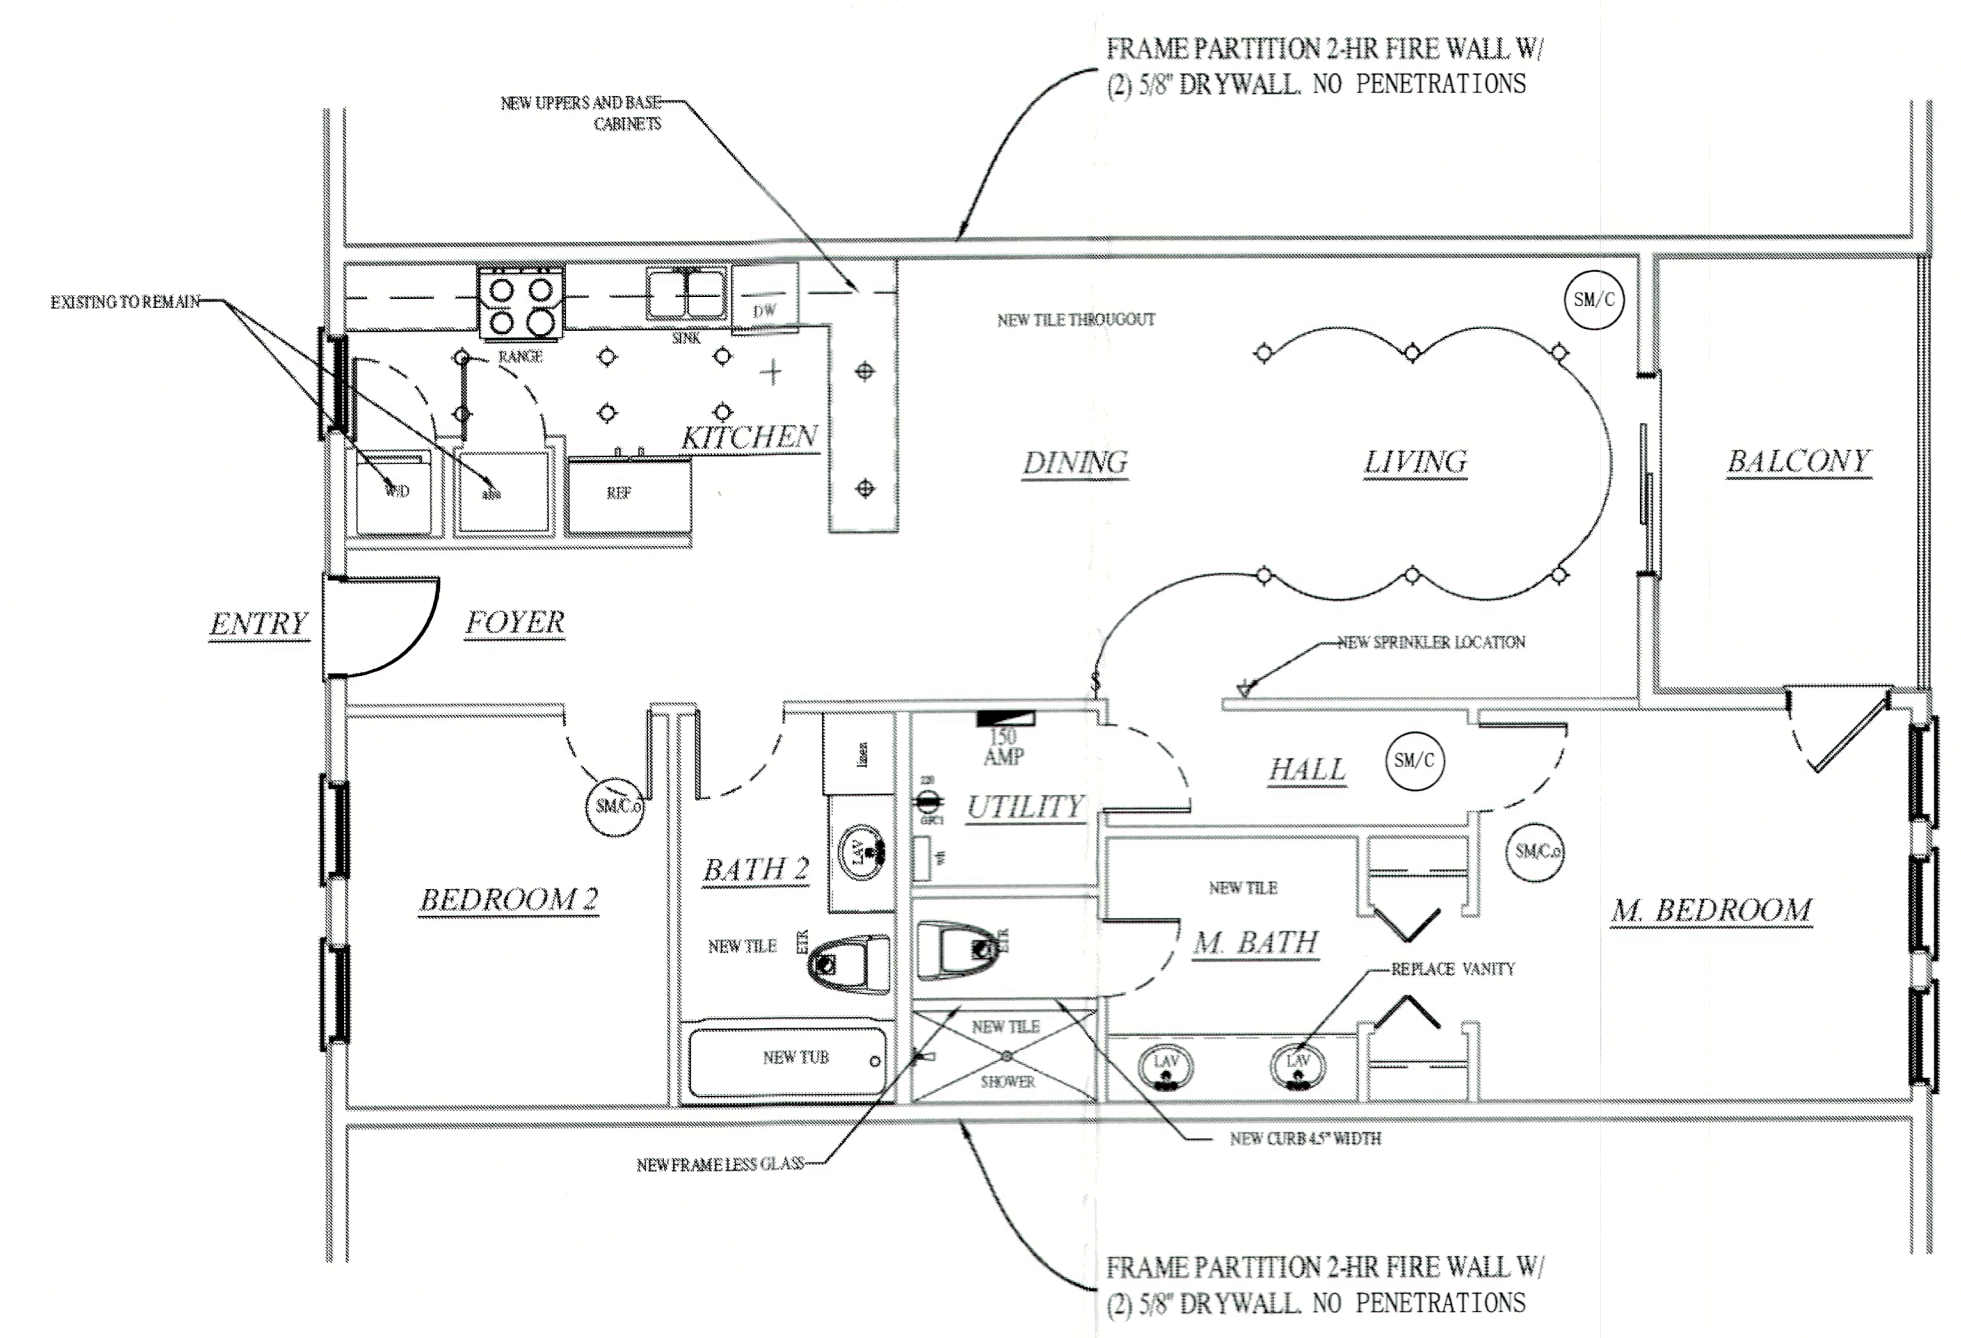 FRAME PARTITION 2-HR FIRE WALL W/
(2) 5/8" DRYWALL. NO PENETRATIONS
NEW UPPERS AND BASE
CABINETS
EXISTING TO REMAIN
RANGE
SINK
DW
NEW TILE THROUGOUT
SM/C
KITCHEN
DINING
LIVING
BALCONY
W/D
ahu
REF
ENTRY
FOYER
NEW SPRINKLER LOCATION
S
150
AMP
linen
220
GFCI
UTILITY
wh
HALL
SM/C
SM/C.o
SM/C.o
LAV
BATH 2
BEDROOM 2
NEW TILE
ETR
ETR
NEW TILE
M. BATH
M. BEDROOM
REPLACE VANITY
NEW TILE
SHOWER
NEW TUB
LAV
LAV
NEW CURB 4.5" WIDTH
NEW FRAME LESS GLASS
FRAME PARTITION 2-HR FIRE WALL W/
(2) 5/8" DRYWALL. NO PENETRATIONS